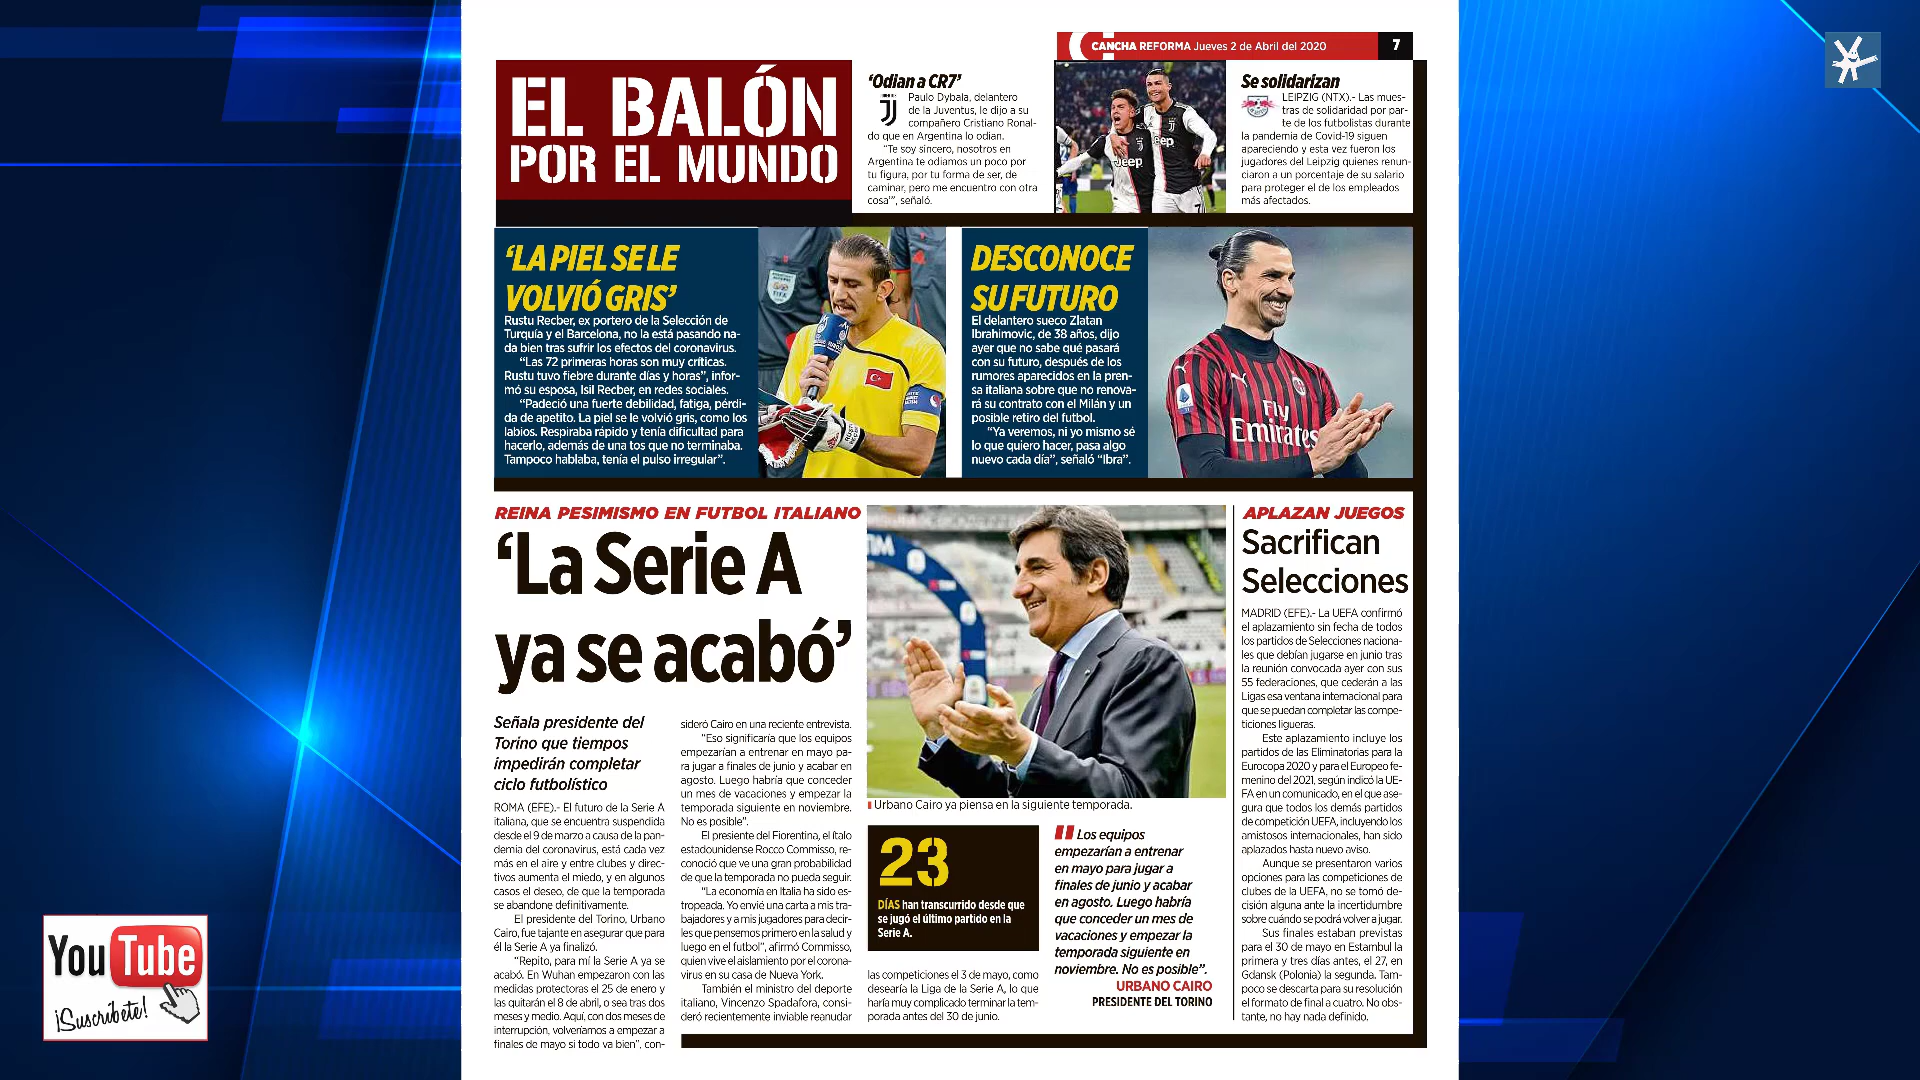 CANCHA REFORMA Jueves 2 de Abril del 2020
7
EL BALÓN
POR EL MUNDO
'Odian a CR7'
Paulo Dybala, delantero
de la Juventus, le dijo a su
compañero Cristiano Ronal-
do que en Argentina lo odian.
"Te soy sincero, nosotros en
Argentina te odiamos un poco por
tu figura, por tu forma de ser, de
caminar, pero me encuentro con otra
cosa'", señaló.
Jeep
Jeep
7
Se solidarizan
LEIPZIG (NTX).- Las mues-
tras de solidaridad por par-
te de los futbolistas durante
la pandemia de Covid-19 siguen
apareciendo y esta vez fueron los
jugadores del Leipzig quienes renun-
ciaron a un porcentaje de su salario
para proteger el de los empleados
más afectados.
'LA PIEL SE LE
VOLVIÓ GRIS'
Rustu Recber, ex portero de la Selección de
Turquía y el Barcelona, no la está pasando na-
da bien tras sufrir los efectos del coronavirus.
"Las 72 primeras horas son muy críticas.
Rustu tuvo fiebre durante días y horas", infor-
mó su esposa, Isil Recber, en redes sociales.
"Padeció una fuerte debilidad, fatiga, pérdi-
da de apetito. La piel se le volvió gris, como los
labios. Respiraba rápido y tenía dificultad para
hacerlo, además de una tos que no terminaba.
Tampoco hablaba, tenía el pulso irregular".
FIFA
DESCONOCE
SU FUTURO
El delantero sueco Zlatan
Ibrahimovic, de 38 años, dijo
ayer que no sabe qué pasará
con su futuro, después de los
rumores aparecidos en la pren-
sa italiana sobre que no renova-
rá su contrato con el Milán y un
posible retiro del futbol.
"Ya veremos, ni yo mismo sé
lo que quiero hacer, pasa algo
nuevo cada día", señaló "Ibra".
Fly
Emirates
REINA PESIMISMO EN FUTBOL ITALIANO
'La Serie A
ya se acabó'
Señala presidente del
Torino que tiempos
impedirán completar
ciclo futbolístico
ROMA (EFE).- El futuro de la Serie A
italiana, que se encuentra suspendida
desde el 9 de marzo a causa de la pan-
demia del coronavirus, está cada vez
más en el aire y entre clubes y direc-
tivos aumenta el miedo, y en algunos
casos el deseo, de que la temporada
se abandone definitivamente.
El presidente del Torino, Urbano
Cairo, fue tajante en asegurar que para
él la Serie A ya finalizó.
"Repito, para mí la Serie A ya se
acabó. En Wuhan empezaron con las
medidas protectoras el 25 de enero y
las quitarán el 8 de abril, o sea tras dos
meses y medio. Aquí, con dos meses de
interrupción, volveríamos a empezar a
finales de mayo si todo va bien", con-
sideró Cairo en una reciente entrevista.
"Eso significaría que los equipos
empezarían a entrenar en mayo pa-
ra jugar a finales de junio y acabar en
agosto. Luego habría que conceder
un mes de vacaciones y empezar la
temporada siguiente en noviembre.
No es posible".
El presiente del Fiorentina, el ítalo
estadounidense Rocco Commisso, re-
conoció que ve una gran probabilidad
de que la temporada no pueda seguir.
"La economía en Italia ha sido es-
tropeada. Yo envié una carta a mis tra-
bajadores y a mis jugadores para decir-
les que pensemos primero en la salud y
luego en el futbol", afirmó Commisso,
quien vive el aislamiento por el corona-
virus en su casa de Nueva York.
También el ministro del deporte
italiano, Vincenzo Spadafora, consi-
deró recientemente inviable reanudar
TIM
Urbano Cairo ya piensa en la siguiente temporada.
23
DÍAS han transcurrido desde que
se jugó el último partido en la
Serie A.
las competiciones el 3 de mayo, como
desearía la Liga de la Serie A, lo que
haría muy complicado terminar la tem-
porada antes del 30 de junio.
"Los equipos
empezarían a entrenar
en mayo para jugar a
finales de junio y acabar
en agosto. Luego habría
que conceder un mes de
vacaciones y empezar la
temporada siguiente en
noviembre. No es posible".
URBANO CAIRO
PRESIDENTE DEL TORINO
APLAZAN JUEGOS
Sacrifican
Selecciones
MADRID (EFE).- La UEFA confirmó
el aplazamiento sin fecha de todos
los partidos de Selecciones naciona-
les que debían jugarse en junio tras
la reunión convocada ayer con sus
55 federaciones, que cederán a las
Ligas esa ventana internacional para
que se puedan completar las compe-
ticiones ligueras.
Este aplazamiento incluye los
partidos de las Eliminatorias para la
Eurocopa 2020 y para el Europeo fe-
menino del 2021, según indicó la UE-
FA en un comunicado, en el que ase-
gura que todos los demás partidos
de competición UEFA, incluyendo los
amistosos internacionales, han sido
aplazados hasta nuevo aviso.
Aunque se presentaron varios
opciones para las competiciones de
clubes de la UEFA, no se tomó de-
cisión alguna ante la incertidumbre
sobre cuándo se podrá volver a jugar.
Sus finales estaban previstas
para el 30 de mayo en Estambul la
primera y tres días antes, el 27, en
Gdansk (Polonia) la segunda. Tam-
poco se descarta para su resolución
el formato de final a cuatro. No obs-
tante, no hay nada definido.
YouTube
¡Suscríbete!